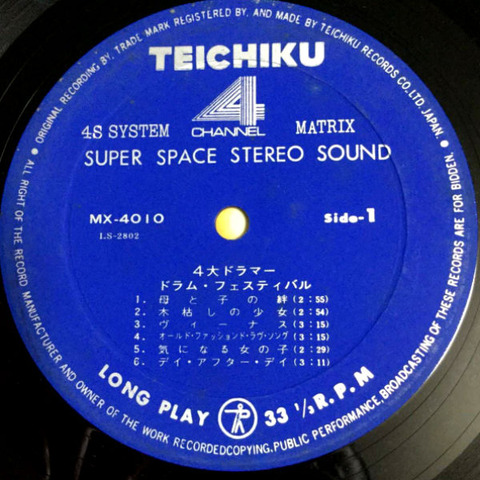 • ORIGINAL RECORDING BY, TRADE MARK REGISTERED BY, AND MADE BY TEICHIKU RECORDS CO., LTD, JAPAN. •
TEICHIKU
4
4S SYSTEM CHANNEL MATRIX
SUPER SPACE STEREO SOUND
MX-4010 Side-1
LS-2802
4大ドラマー
ドラム・フェスティバル
1. 母と子の絆 (2:55)
2. 木枯しの少女 (2:54)
3. ヴィーナス (3:15)
4. オールド・ファッションド・ラヴ・ソング (3:15)
5. 気になる女の子 (2:29)
6. デイ・アフター・デイ (3:11)
LONG PLAY 33 1/3 R.P.M
ALL RIGHT OF THE RECORD MANUFACTURER AND OWNER OF THE WORK RECORDEDCOPYING, PUBLIC PERFORMANCE, BROADCASTING OF THESE RECORDS ARE FOR BIDDEN.